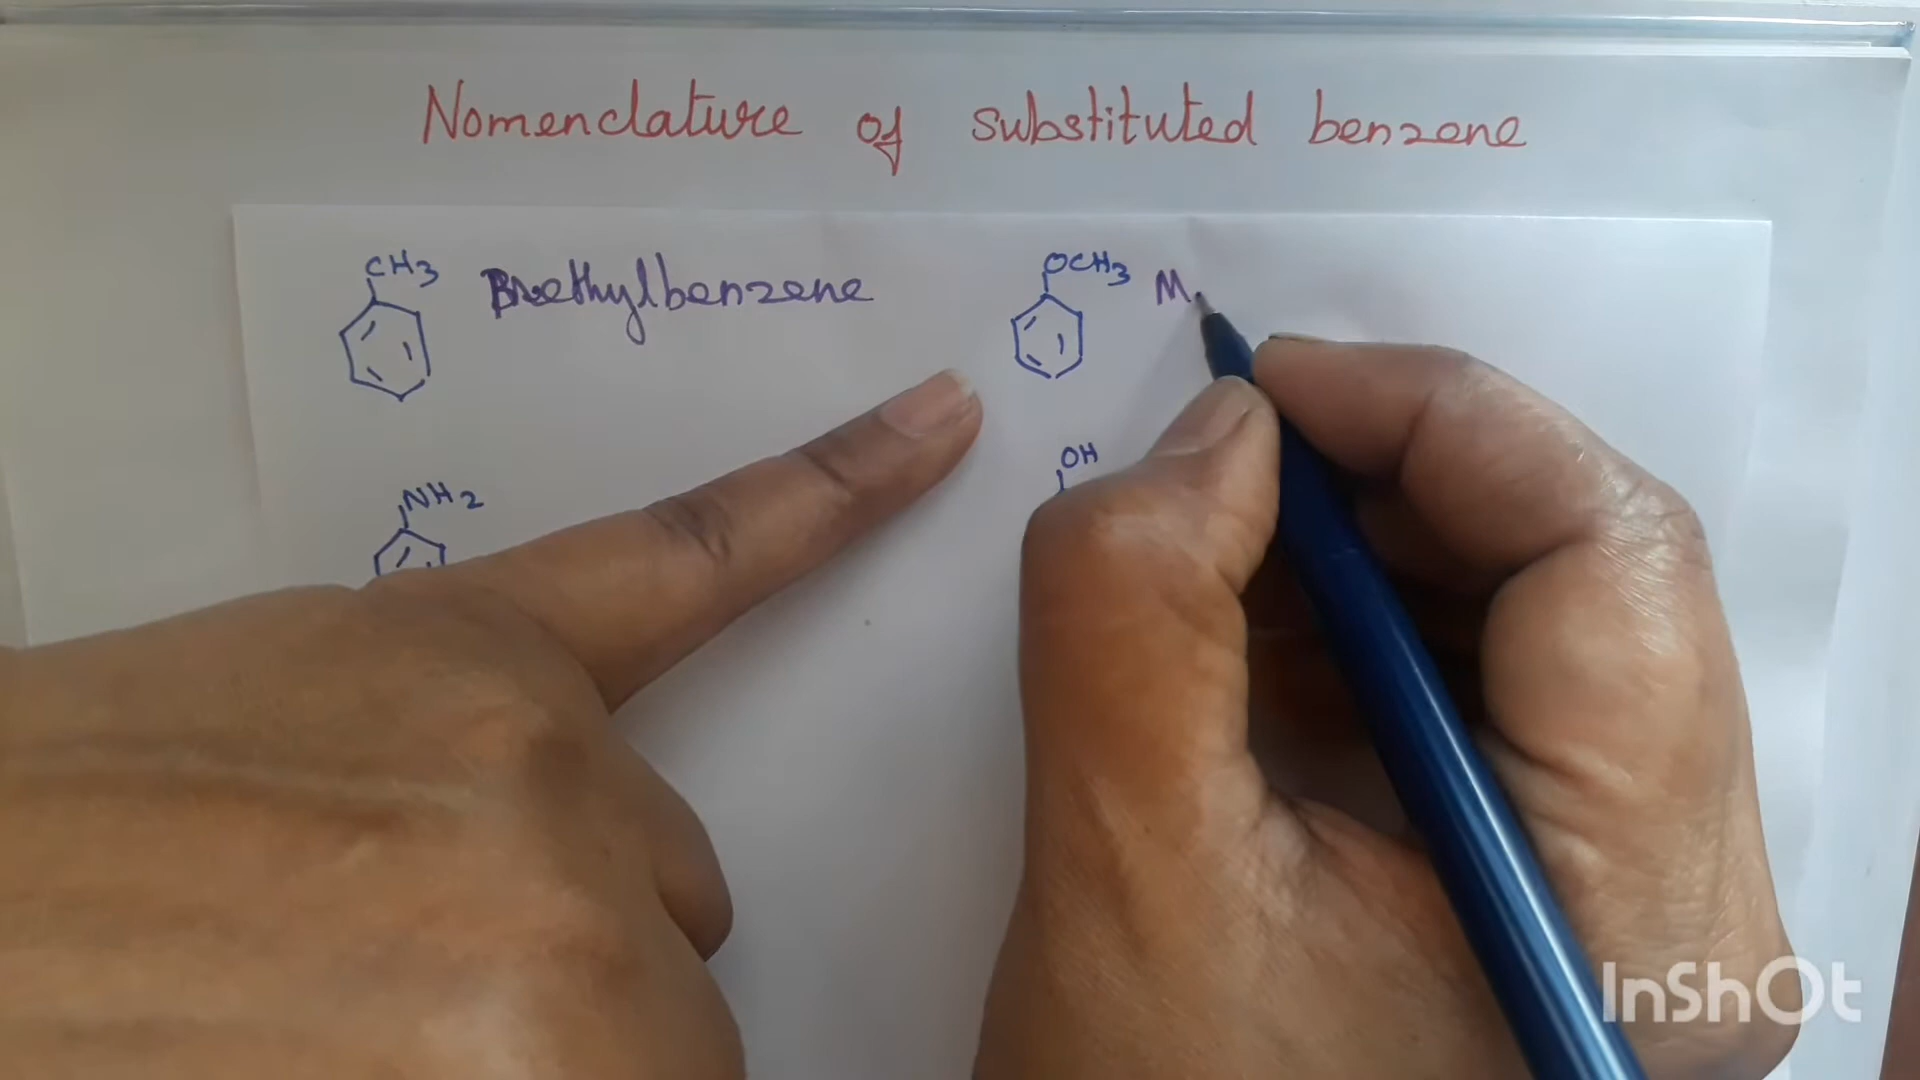 Nomenclature of substituted benzene
CH3 Methylbenzene
OCH3 M
NH2
OH
InShOt